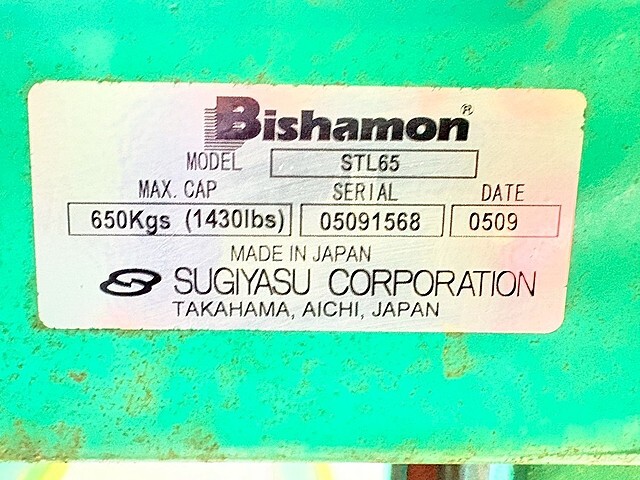 Bishamon®
MODEL STL65
MAX. CAP SERIAL DATE
650Kgs (1430lbs) 05091568 0509
MADE IN JAPAN
SUGIYASU CORPORATION
TAKAHAMA, AICHI, JAPAN